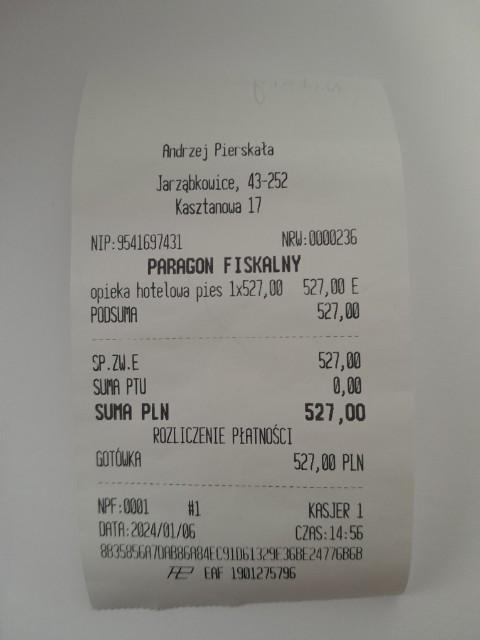 Andrzej Pierskała
Jarząbkowice, 43-252
Kasztanowa 17
NIP:9541697431 NRW:0000236
PARAGON FISKALNY
opieka hotelowa pies 1x527,00 527,00 E
PODSUMA 527,00
SP.ZW.E 527,00
SUMA PTU 0,00
SUMA PLN 527,00
ROZLICZENIE PŁATNOŚCI
GOTÓWKA 527,00 PLN
NPF:0001 #1 KASJER 1
DATA:2024/01/06 CZAS:14:56
EAF 1901275796